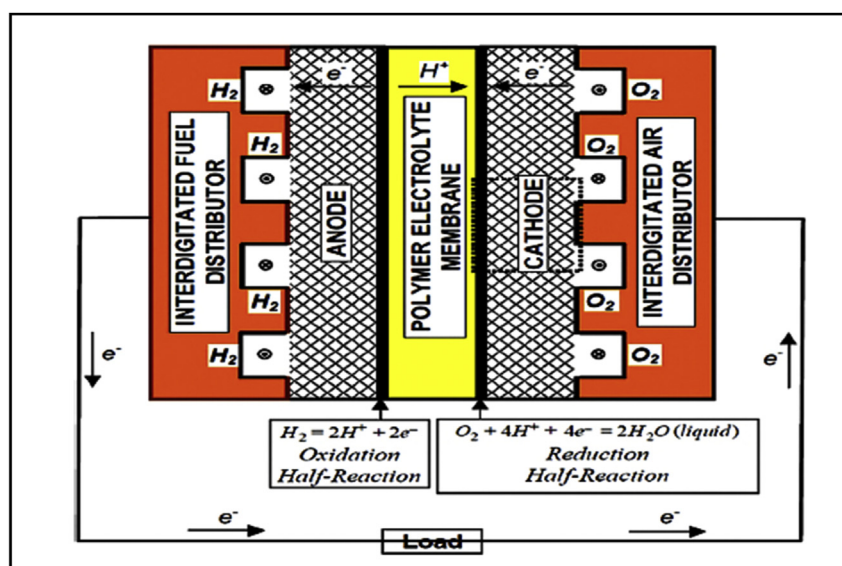 e-
H+
e-
H2
O2
H2
O2
INTERDIGITATED FUEL
DISTRIBUTOR
ANODE
POLYMER ELECTROLYTE
MEMBRANE
CATHODE
INTERDIGITATED AIR
DISTRIBUTOR
H2
O2
H2
O2
e-
e-
H2 = 2H+ + 2e-
Oxidation
Half-Reaction
O2 + 4H+ + 4e- = 2H2O (liquid)
Reduction
Half-Reaction
e-
e-
Load